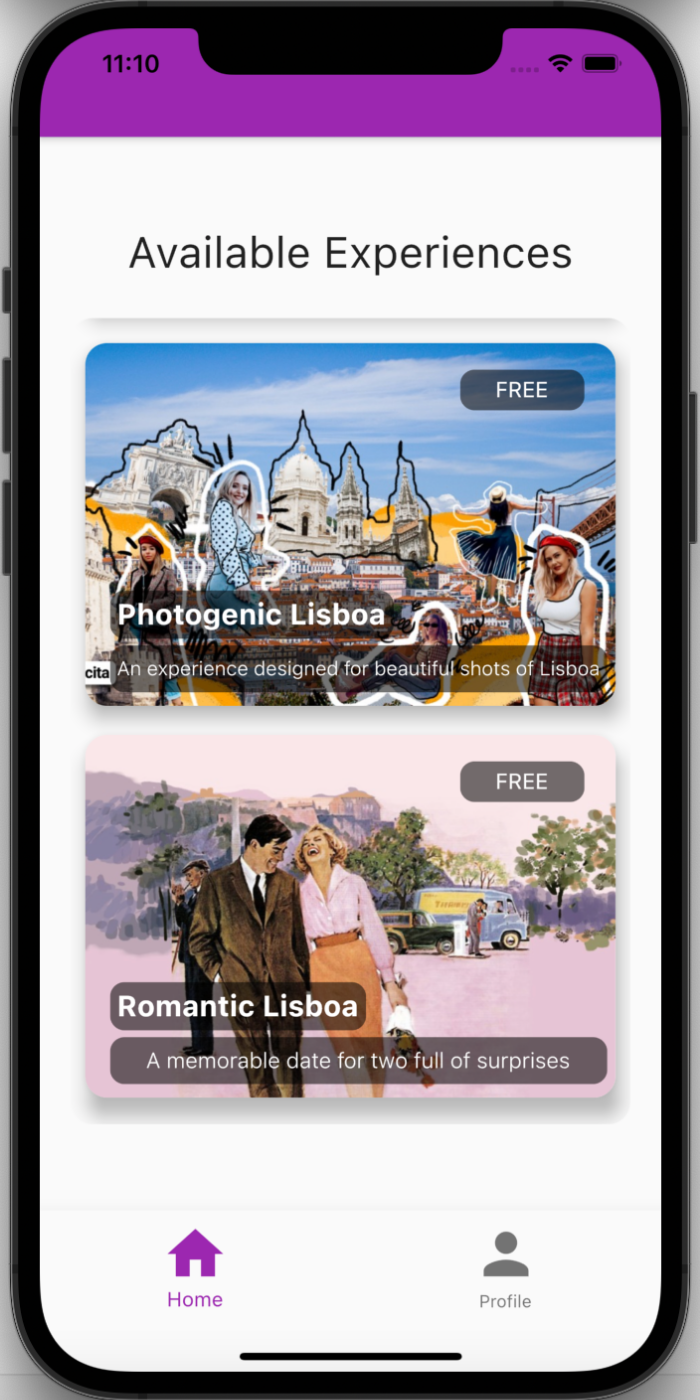 11:10
Available Experiences
FREE
Photogenic Lisboa
cita
An experience designed for beautiful shots of Lisboa
FREE
Romantic Lisboa
A memorable date for two full of surprises
Home
Profile